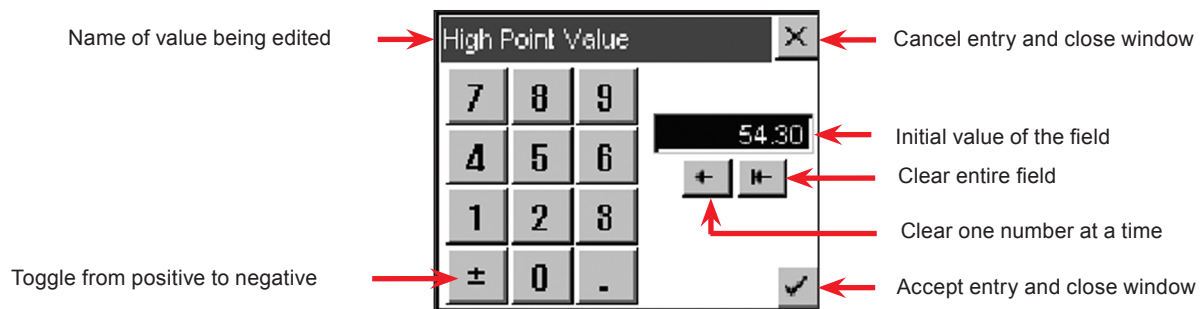 Name of value being edited
High Point Value
Cancel entry and close window
7 8 9
54.30
Initial value of the field
4 5 6
Clear entire field
1 2 3
Clear one number at a time
Toggle from positive to negative
± 0 .
Accept entry and close window